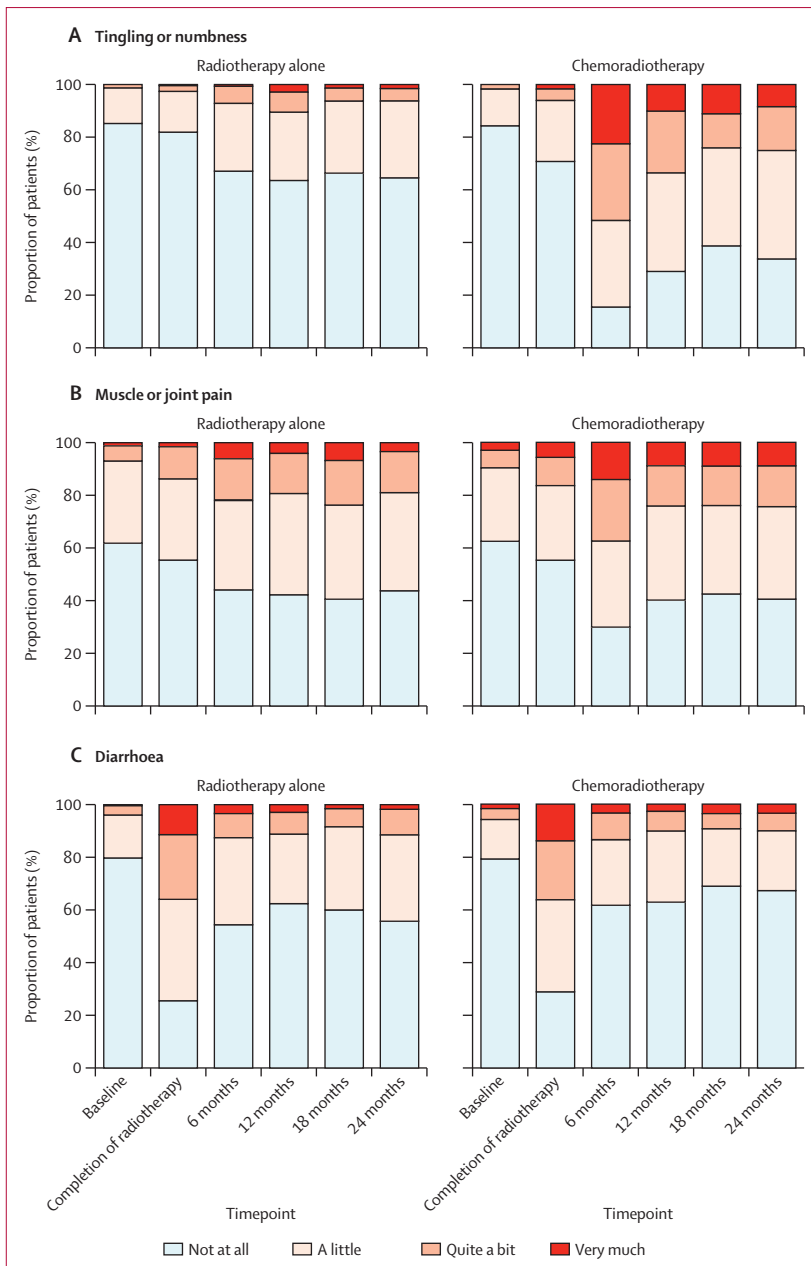 A Tingling or numbness
Radiotherapy alone
Chemoradiotherapy
Proportion of patients (%)
100
80
60
40
20
0
B Muscle or joint pain
Radiotherapy alone
Chemoradiotherapy
Proportion of patients (%)
100
80
60
40
20
0
C Diarrhoea
Radiotherapy alone
Chemoradiotherapy
Proportion of patients (%)
100
80
60
40
20
0
Baseline
Completion of radiotherapy
6 months
12 months
18 months
24 months
Baseline
Completion of radiotherapy
6 months
12 months
18 months
24 months
Timepoint
Timepoint
Not at all A little Quite a bit Very much